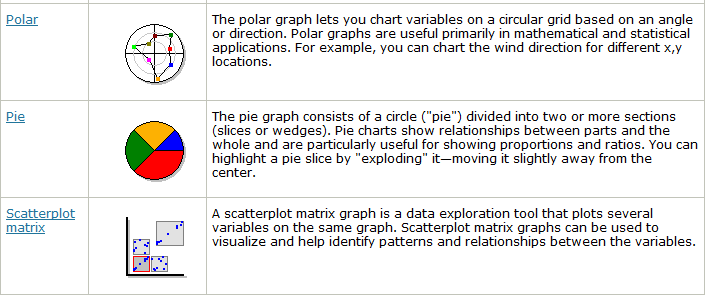 Polar
The polar graph lets you chart variables on a circular grid based on an angle
or direction. Polar graphs are useful primarily in mathematical and statistical
applications. For example, you can chart the wind direction for different x,y
locations.
Pie
The pie graph consists of a circle ("pie") divided into two or more sections
(slices or wedges). Pie charts show relationships between parts and the
whole and are particularly useful for showing proportions and ratios. You can
highlight a pie slice by "exploding" it—moving it slightly away from the
center.
Scatterplot
matrix
A scatterplot matrix graph is a data exploration tool that plots several
variables on the same graph. Scatterplot matrix graphs can be used to
visualize and help identify patterns and relationships between the variables.